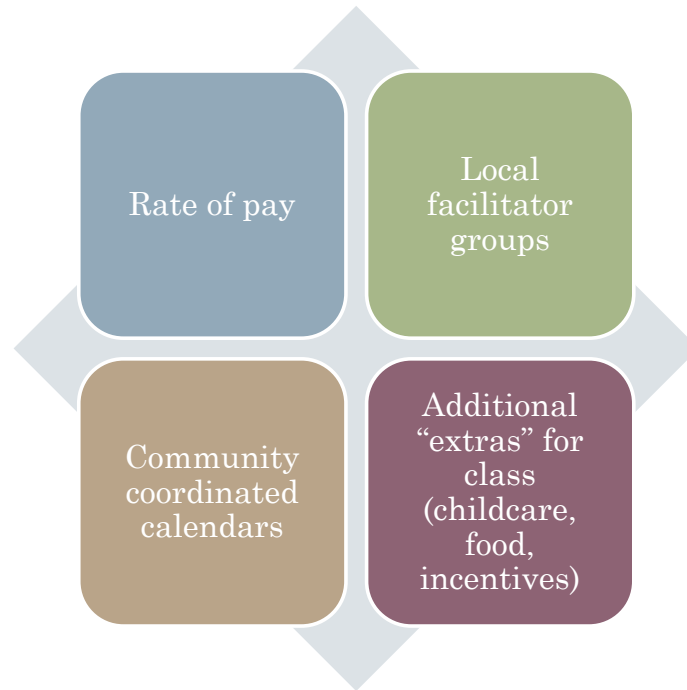 Rate of pay
Local
facilitator
groups
Community
coordinated
calendars
Additional
“extras” for
class
(childcare,
food,
incentives)